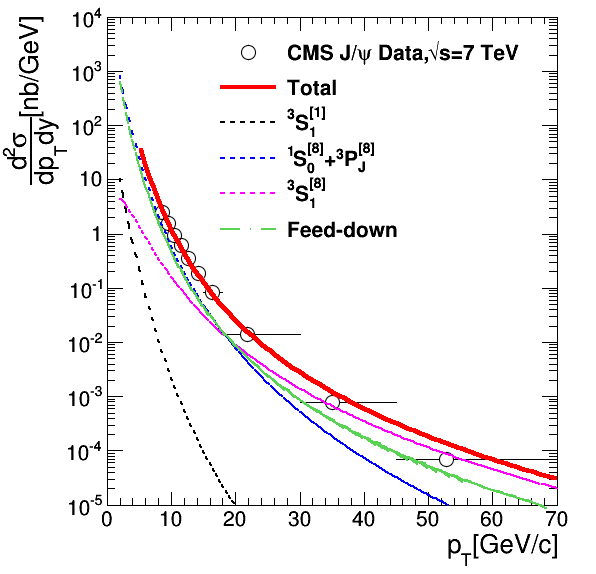 d²σ/dp_Tdy [nb/GeV]
10⁴
10³
10²
10
1
10⁻¹
10⁻²
10⁻³
10⁻⁴
10⁻⁵
CMS J/ψ Data,√s=7 TeV
Total
³S₁^[1]
¹S₀^[8]+³P_J^[8]
³S₁^[8]
Feed-down
0 10 20 30 40 50 60 70
p_T[GeV/c]